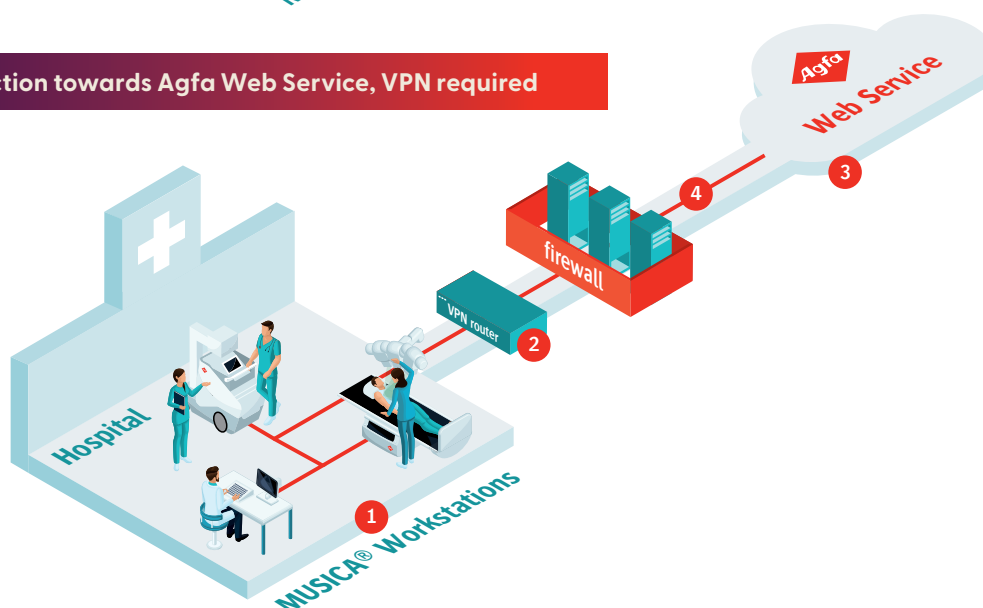 ction towards Agfa Web Service, VPN required
Agfa
Web Service
3
4
firewall
VPN router
2
Hospital
1
MUSICA® Workstations